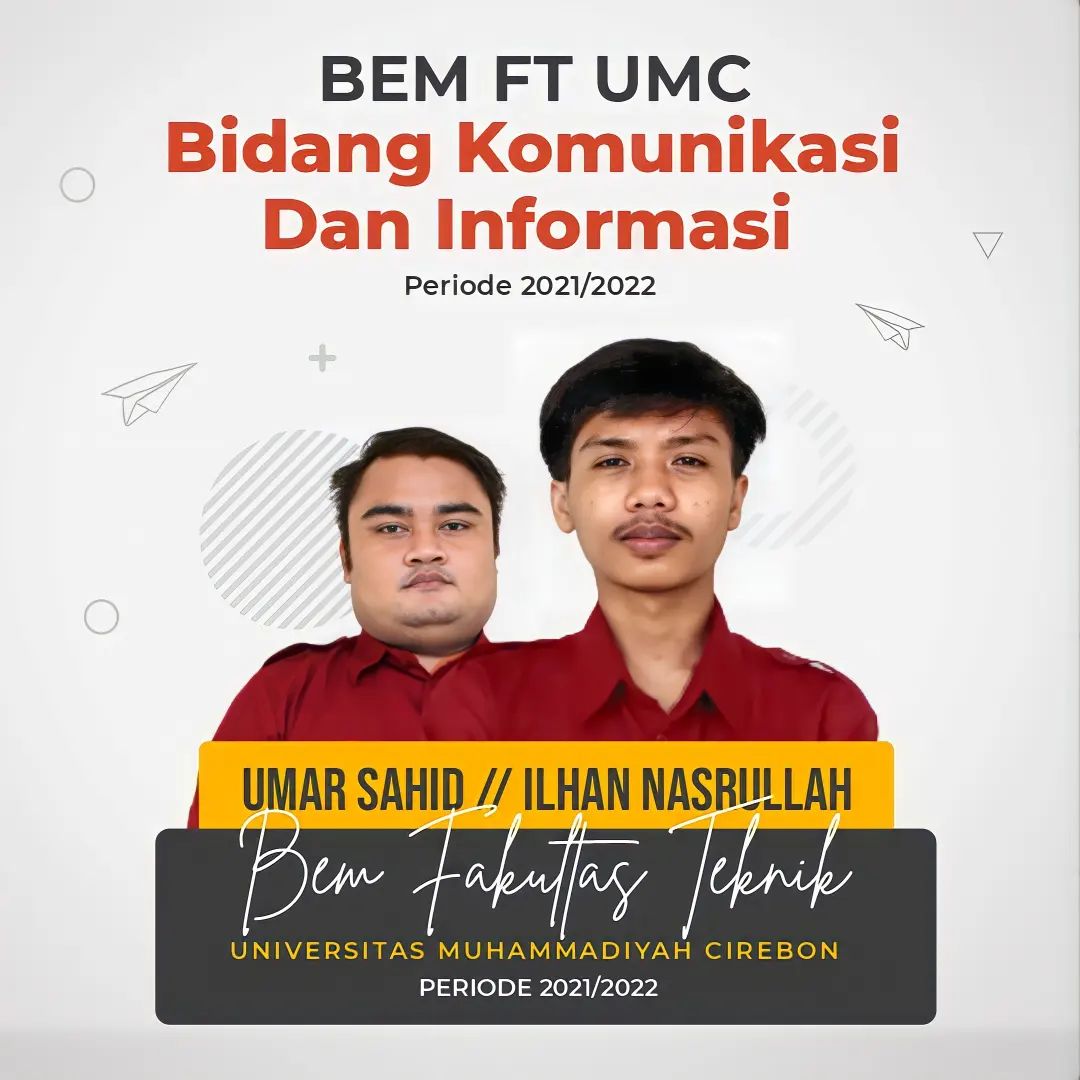 BEM FT UMC
Bidang Komunikasi
Dan Informasi
Periode 2021/2022
UMAR SAHID // ILHAN NASRULLAH
Bem Fakultas Teknik
UNIVERSITAS MUHAMMADIYAH CIREBON
PERIODE 2021/2022